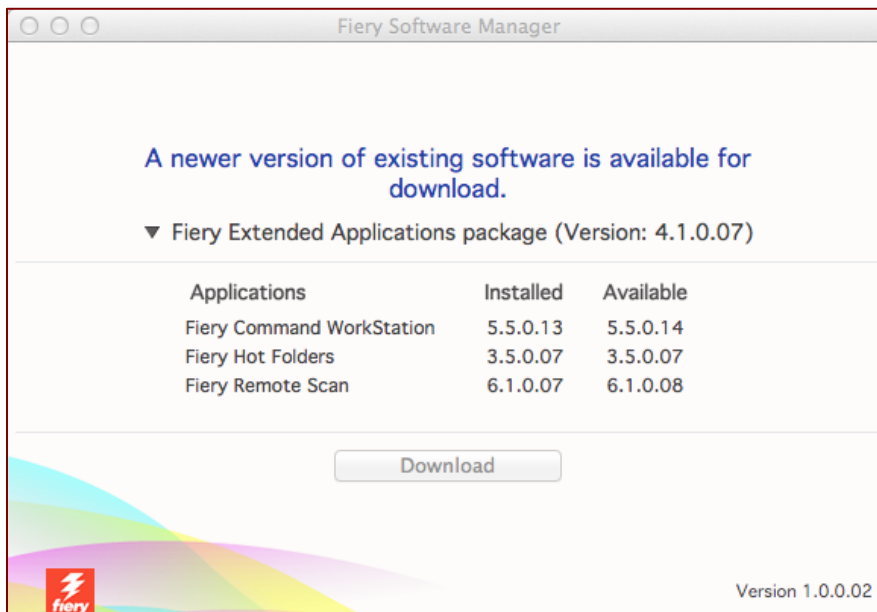 Fiery Software Manager
A newer version of existing software is available for
download.
▼ Fiery Extended Applications package (Version: 4.1.0.07)
Applications Installed Available
Fiery Command WorkStation 5.5.0.13 5.5.0.14
Fiery Hot Folders 3.5.0.07 3.5.0.07
Fiery Remote Scan 6.1.0.07 6.1.0.08
Download
fiery
Version 1.0.0.02